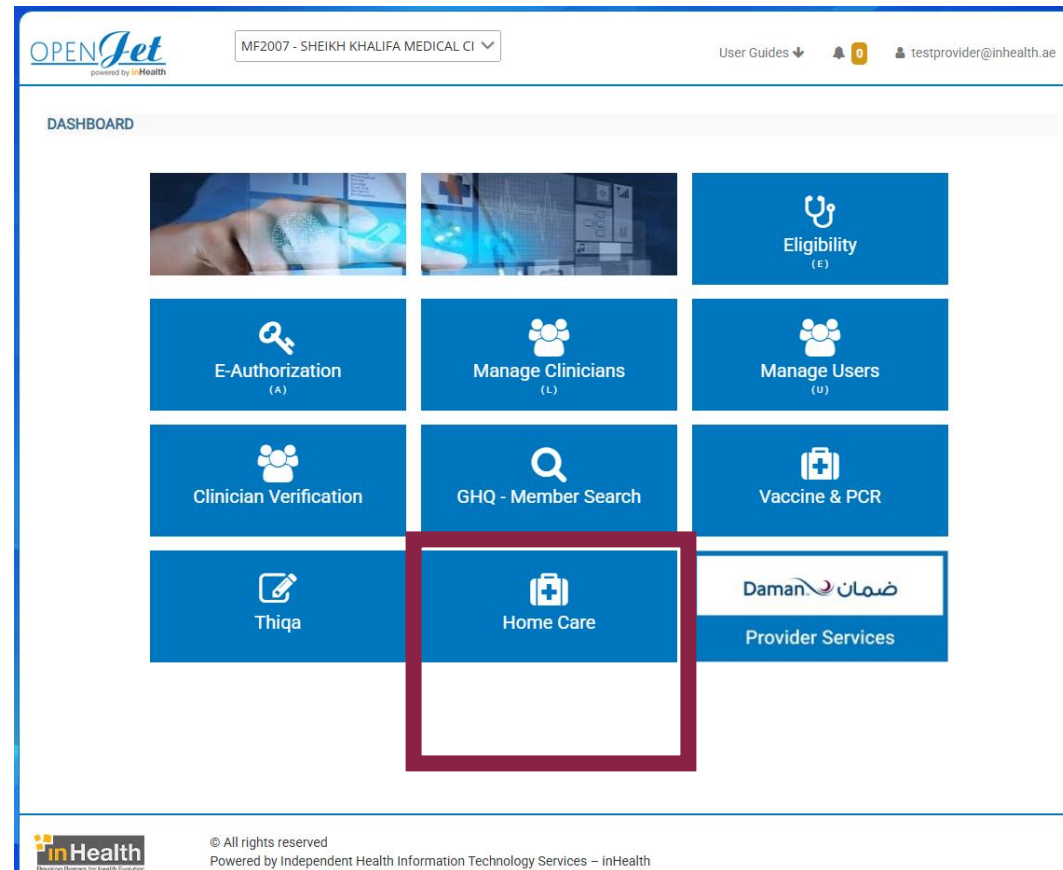 OPENJet
powered by inHealth
MF2007 - SHEIKH KHALIFA MEDICAL CI
User Guides
0
testprovider@inhealth.ae
DASHBOARD
Eligibility
(E)
E-Authorization
(A)
Manage Clinicians
(L)
Manage Users
(U)
Clinician Verification
GHQ - Member Search
Vaccine & PCR
Thiqa
Home Care
Daman ضمان
Provider Services
inHealth
© All rights reserved
Powered by Independent Health Information Technology Services – inHealth